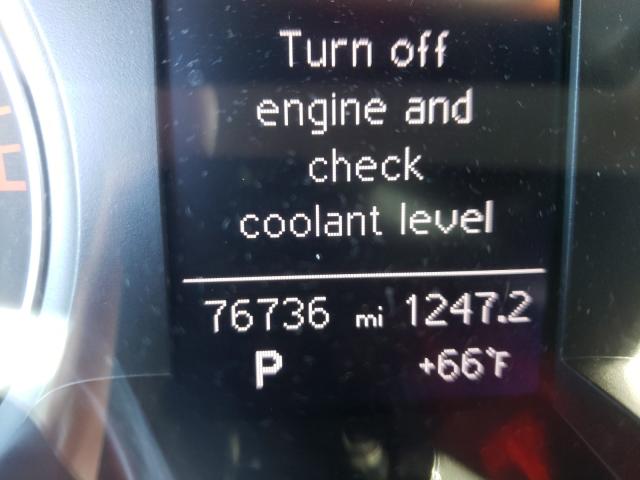 Turn off
engine and
check
coolant level
76736 mi 1247.2
P +66°F